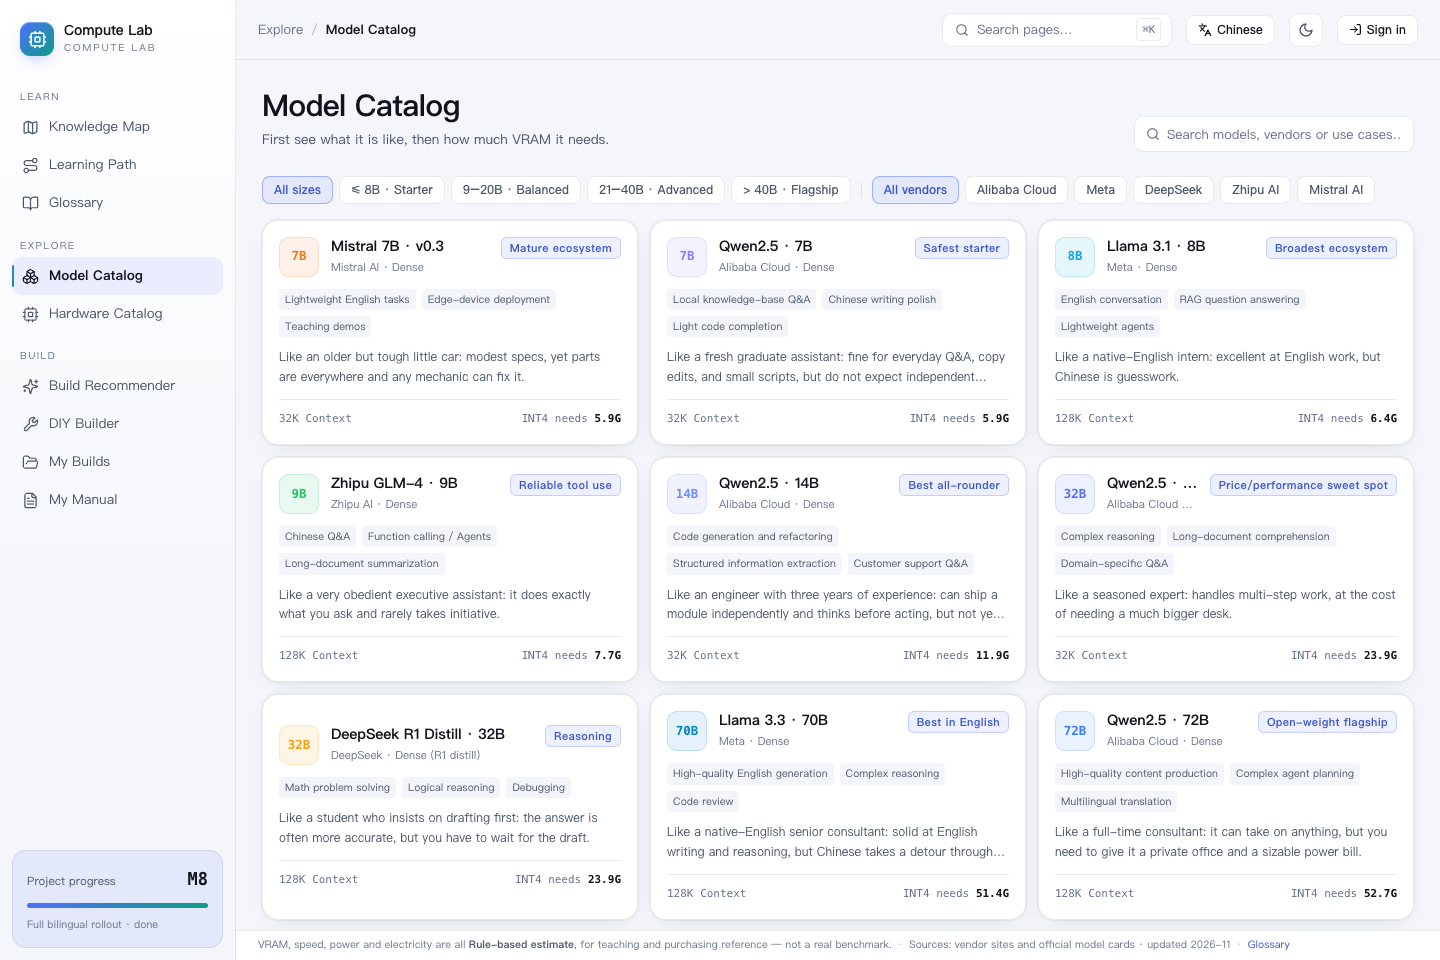 Compute Lab
COMPUTE LAB
LEARN
Knowledge Map
Learning Path
Glossary
EXPLORE
Model Catalog
Hardware Catalog
BUILD
Build Recommender
DIY Builder
My Builds
My Manual
Project progress M8
Full bilingual rollout · done
Explore / Model Catalog
Search pages... ⌘K
Chinese
Sign in
Model Catalog
First see what it is like, then how much VRAM it needs.
Search models, vendors or use cases..
All sizes ≤ 8B · Starter 9–20B · Balanced 21–40B · Advanced > 40B · Flagship All vendors Alibaba Cloud Meta DeepSeek Zhipu AI Mistral AI
7B
Mistral 7B · v0.3
Mistral AI · Dense
Mature ecosystem
Lightweight English tasks Edge-device deployment
Teaching demos
Like an older but tough little car: modest specs, yet parts
are everywhere and any mechanic can fix it.
32K Context INT4 needs 5.9G
7B
Qwen2.5 · 7B
Alibaba Cloud · Dense
Safest starter
Local knowledge-base Q&A Chinese writing polish
Light code completion
Like a fresh graduate assistant: fine for everyday Q&A, copy
edits, and small scripts, but do not expect independent...
32K Context INT4 needs 5.9G
8B
Llama 3.1 · 8B
Meta · Dense
Broadest ecosystem
English conversation RAG question answering
Lightweight agents
Like a native-English intern: excellent at English work, but
Chinese is guesswork.
128K Context INT4 needs 6.4G
9B
Zhipu GLM-4 · 9B
Zhipu AI · Dense
Reliable tool use
Chinese Q&A Function calling / Agents
Long-document summarization
Like a very obedient executive assistant: it does exactly
what you ask and rarely takes initiative.
128K Context INT4 needs 7.7G
14B
Qwen2.5 · 14B
Alibaba Cloud · Dense
Best all-rounder
Code generation and refactoring
Structured information extraction Customer support Q&A
Like an engineer with three years of experience: can ship a
module independently and thinks before acting, but not ye...
32K Context INT4 needs 11.9G
32B
Qwen2.5 · ...
Alibaba Cloud ...
Price/performance sweet spot
Complex reasoning Long-document comprehension
Domain-specific Q&A
Like a seasoned expert: handles multi-step work, at the cost
of needing a much bigger desk.
32K Context INT4 needs 23.9G
32B
DeepSeek R1 Distill · 32B
DeepSeek · Dense (R1 distill)
Reasoning
Math problem solving Logical reasoning Debugging
Like a student who insists on drafting first: the answer is
often more accurate, but you have to wait for the draft.
128K Context INT4 needs 23.9G
70B
Llama 3.3 · 70B
Meta · Dense
Best in English
High-quality English generation Complex reasoning
Code review
Like a native-English senior consultant: solid at English
writing and reasoning, but Chinese takes a detour through...
128K Context INT4 needs 51.4G
72B
Qwen2.5 · 72B
Alibaba Cloud · Dense
Open-weight flagship
High-quality content production Complex agent planning
Multilingual translation
Like a full-time consultant: it can take on anything, but you
need to give it a private office and a sizable power bill.
128K Context INT4 needs 52.7G
VRAM, speed, power and electricity are all Rule-based estimate, for teaching and purchasing reference — not a real benchmark. · Sources: vendor sites and official model cards · updated 2026-11 · Glossary